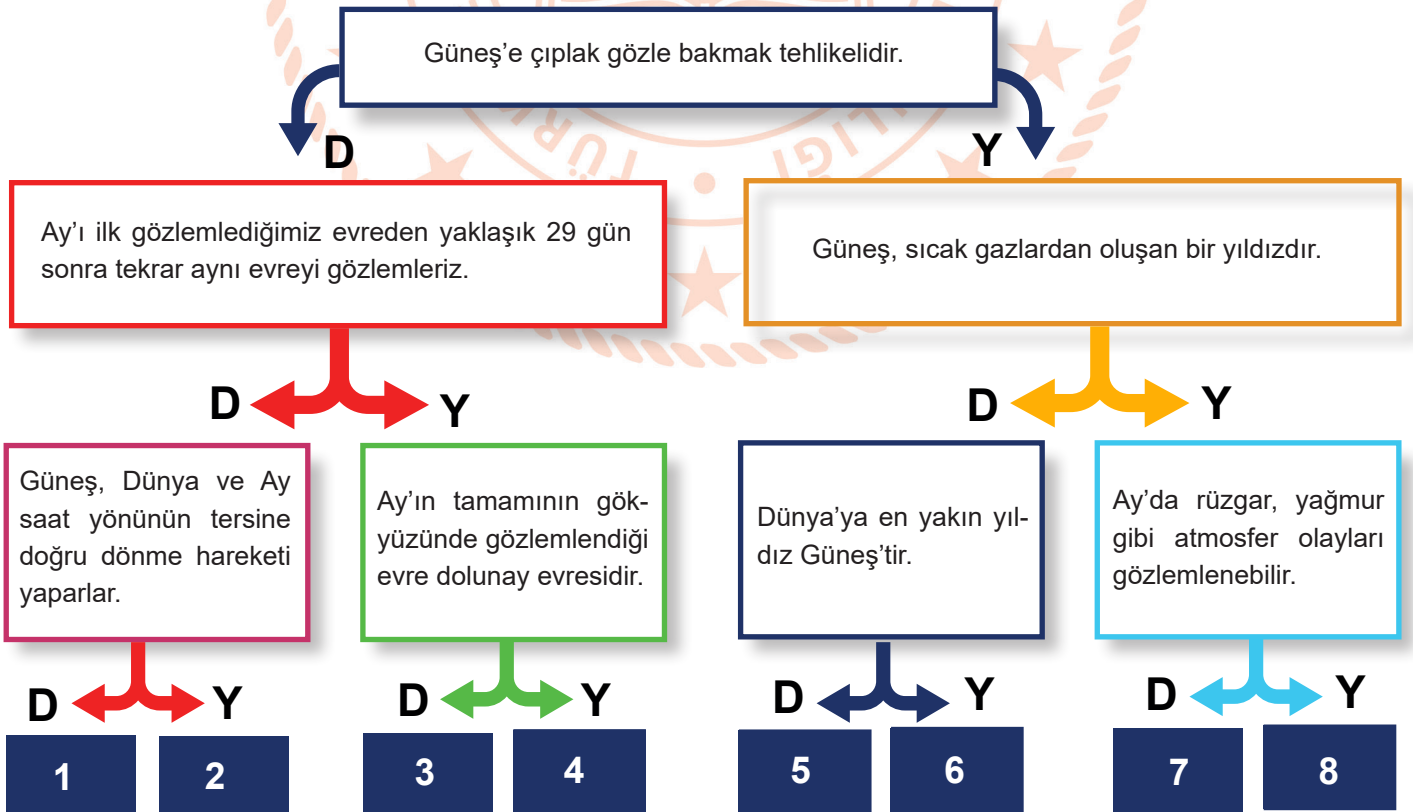 Güneş’e çıplak gözle bakmak tehlikelidir.
D
Y
Ay’ı ilk gözlemlediğimiz evreden yaklaşık 29 gün
sonra tekrar aynı evreyi gözlemleriz.
Güneş, sıcak gazlardan oluşan bir yıldızdır.
D
Y
D
Y
Güneş, Dünya ve Ay
saat yönünün tersine
doğru dönme hareketi
yaparlar.
Ay’ın tamamının gök-
yüzünde gözlemlendiği
evre dolunay evresidir.
Dünya’ya en yakın yıl-
dız Güneş’tir.
Ay’da rüzgar, yağmur
gibi atmosfer olayları
gözlemlenebilir.
D
Y
D
Y
D
Y
D
Y
1
2
3
4
5
6
7
8